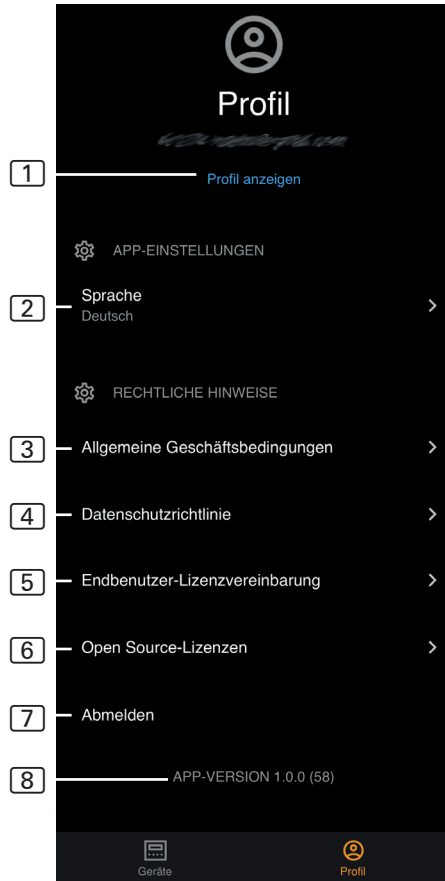 Profil
1
Profil anzeigen
APP-EINSTELLUNGEN
2
Sprache
Deutsch
RECHTLICHE HINWEISE
3
Allgemeine Geschäftsbedingungen
4
Datenschutzrichtlinie
5
Endbenutzer-Lizenzvereinbarung
6
Open Source-Lizenzen
7
Abmelden
8
APP-VERSION 1.0.0 (58)
Geräte
Profil